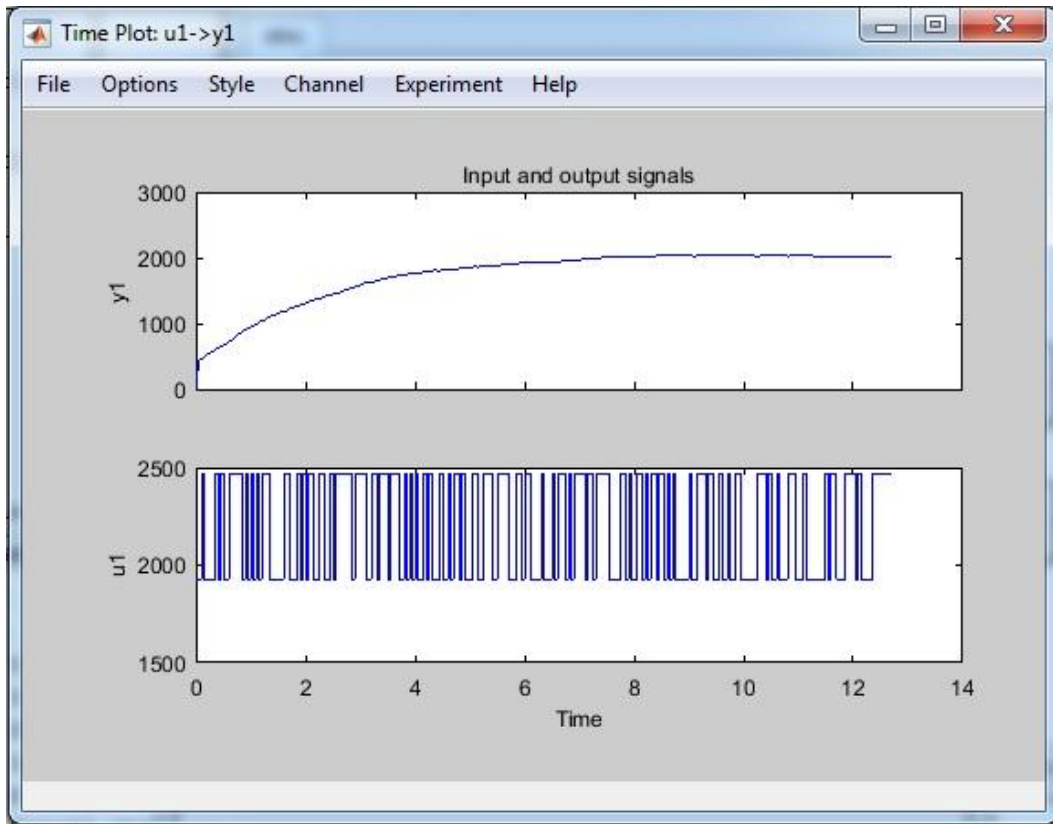 Time Plot: u1->y1
File Options Style Channel Experiment Help
Input and output signals
3000
2000
1000
0
y1
2500
2000
1500
u1
0 2 4 6 8 10 12 14
Time